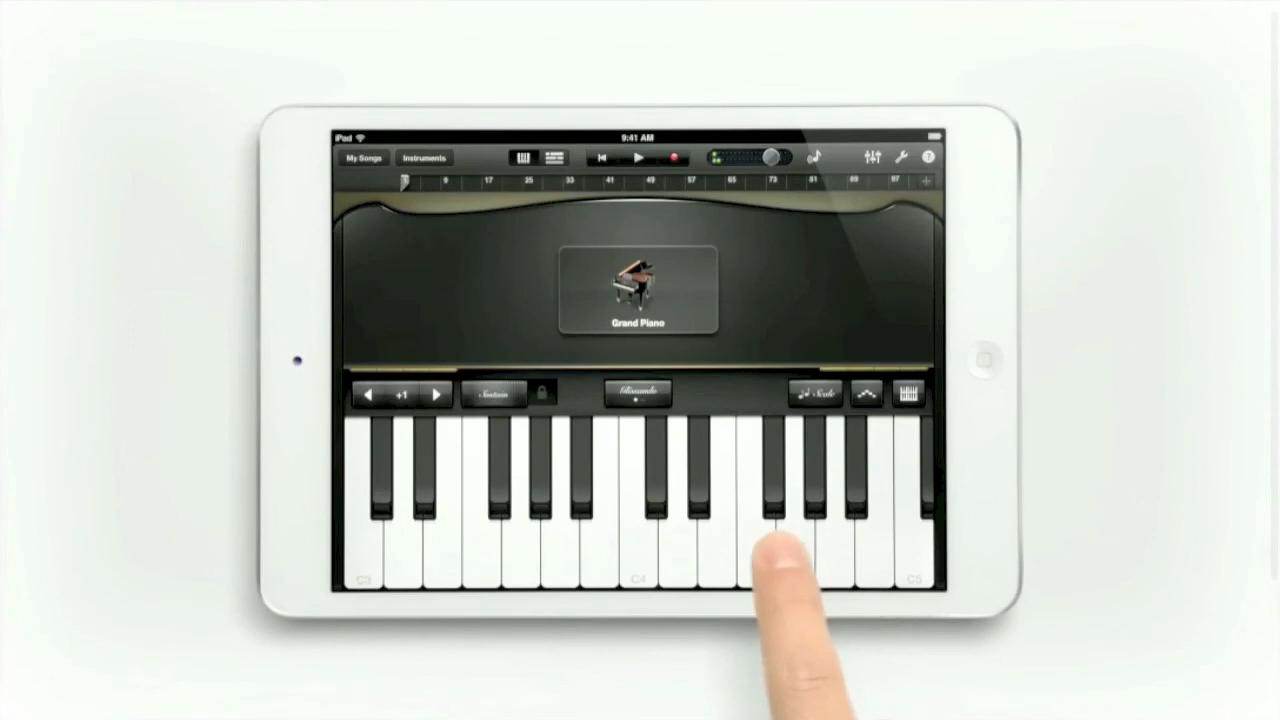 iPad 9:41 AM
My Songs Instruments
1 9 17 25 33 41 49 57 65 73 81 89 97 +
Grand Piano
+1 Sustain Glissando Scale
C3 C4 C5